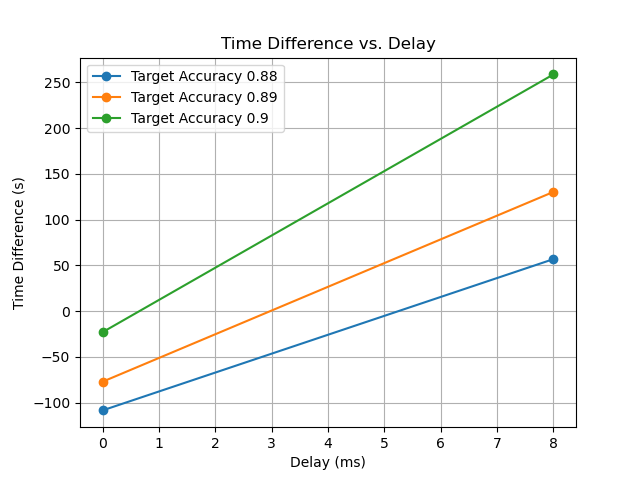 Time Difference vs. Delay
Target Accuracy 0.88
Target Accuracy 0.89
Target Accuracy 0.9
Time Difference (s)
250
200
150
100
50
0
−50
−100
0 1 2 3 4 5 6 7 8
Delay (ms)